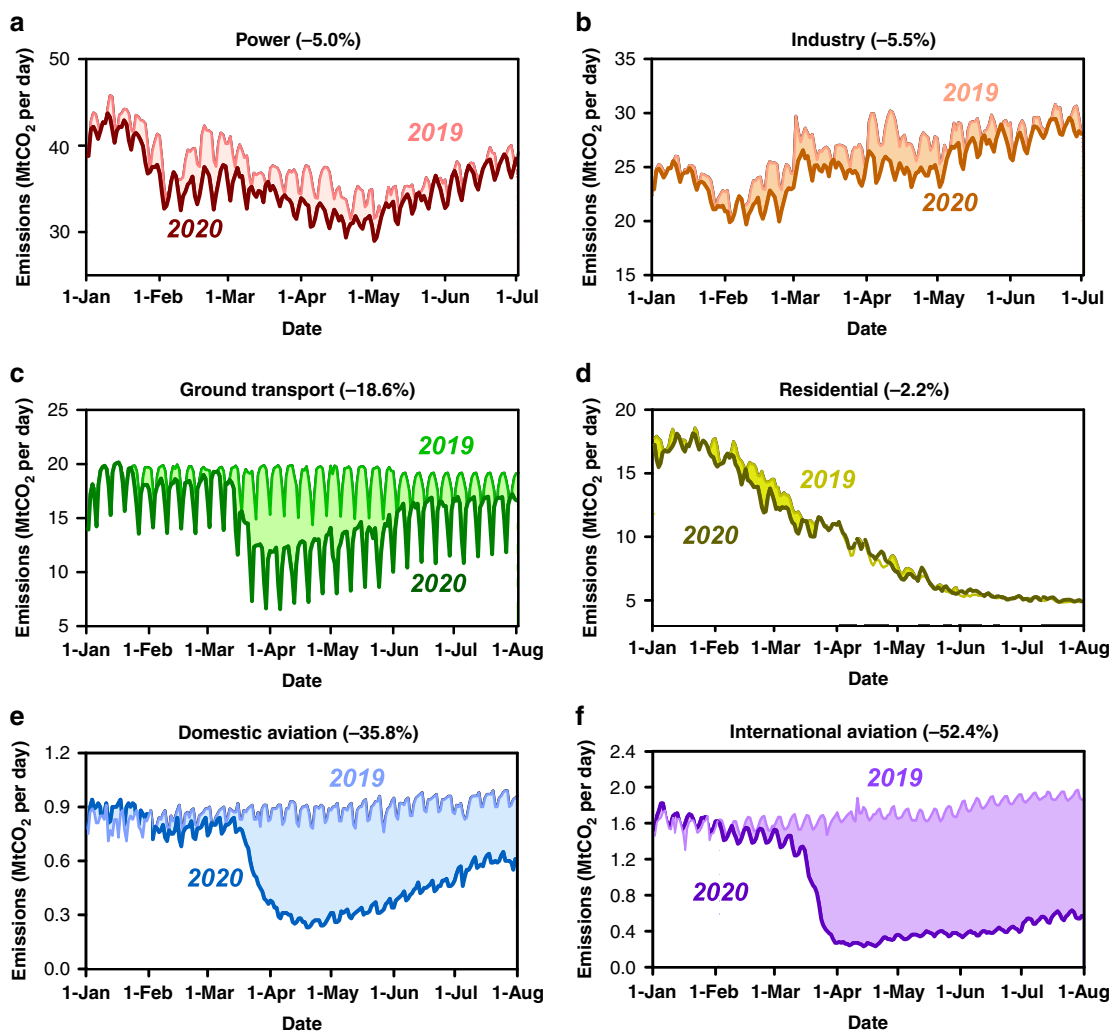 a
Power (–5.0%)
Emissions (MtCO₂ per day)
50
40
30
2019
2020
1-Jan 1-Feb 1-Mar 1-Apr 1-May 1-Jun 1-Jul
Date
b
Industry (–5.5%)
Emissions (MtCO₂ per day)
35
30
25
20
15
2019
2020
1-Jan 1-Feb 1-Mar 1-Apr 1-May 1-Jun 1-Jul
Date
c
Ground transport (–18.6%)
Emissions (MtCO₂ per day)
25
20
15
10
5
2019
2020
1-Jan 1-Feb 1-Mar 1-Apr 1-May 1-Jun 1-Jul 1-Aug
Date
d
Residential (–2.2%)
Emissions (MtCO₂ per day)
20
15
10
5
2019
2020
1-Jan 1-Feb 1-Mar 1-Apr 1-May 1-Jun 1-Jul 1-Aug
Date
e
Domestic aviation (–35.8%)
Emissions (MtCO₂ per day)
1.2
0.9
0.6
0.3
0.0
2019
2020
1-Jan 1-Feb 1-Mar 1-Apr 1-May 1-Jun 1-Jul 1-Aug
Date
f
International aviation (–52.4%)
Emissions (MtCO₂ per day)
2.4
2.0
1.6
1.2
0.8
0.4
0.0
2019
2020
1-Jan 1-Feb 1-Mar 1-Apr 1-May 1-Jun 1-Jul 1-Aug
Date